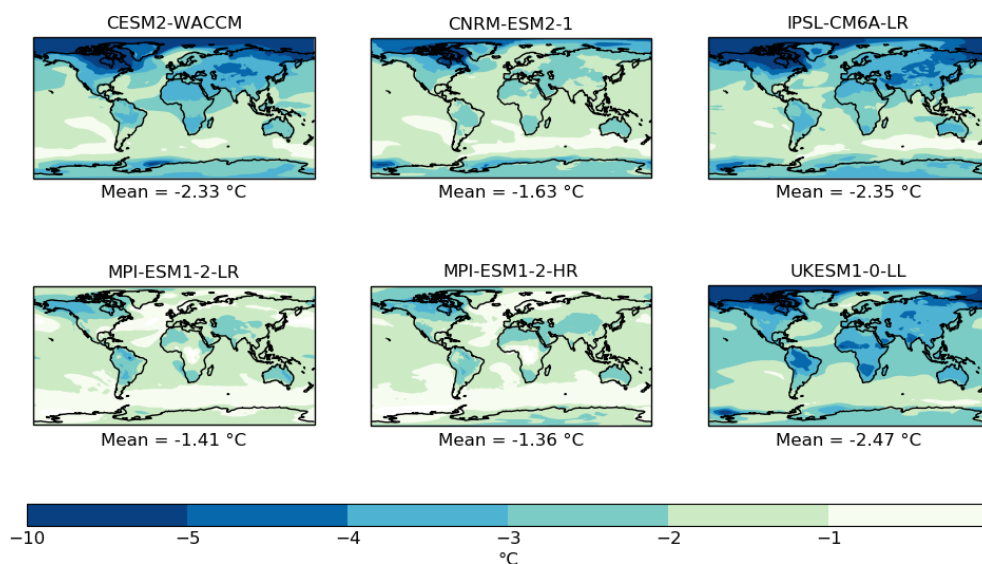 CESM2-WACCM
CNRM-ESM2-1
IPSL-CM6A-LR
Mean = -2.33 °C
Mean = -1.63 °C
Mean = -2.35 °C
MPI-ESM1-2-LR
MPI-ESM1-2-HR
UKESM1-0-LL
Mean = -1.41 °C
Mean = -1.36 °C
Mean = -2.47 °C
−10 −5 −4 −3 −2 −1
°C